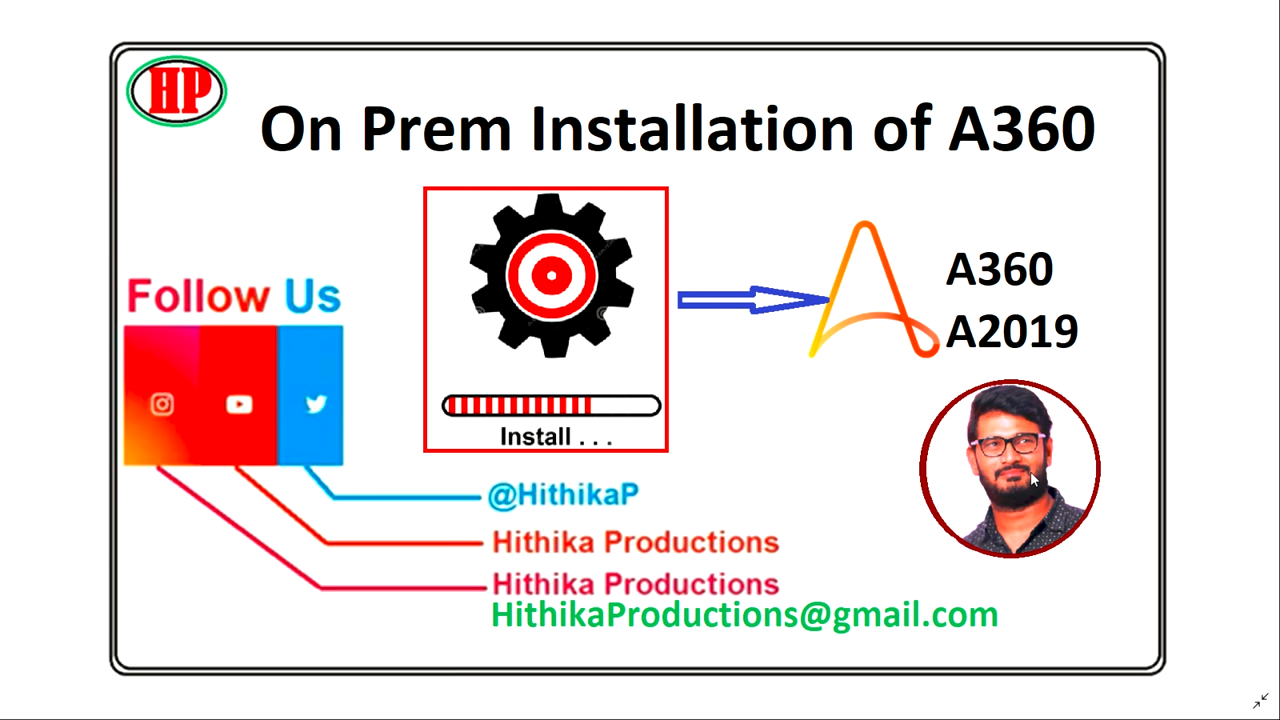 HP
On Prem Installation of A360
A360
A2019
Follow Us
Install . . .
@HithikaP
Hithika Productions
Hithika Productions
HithikaProductions@gmail.com